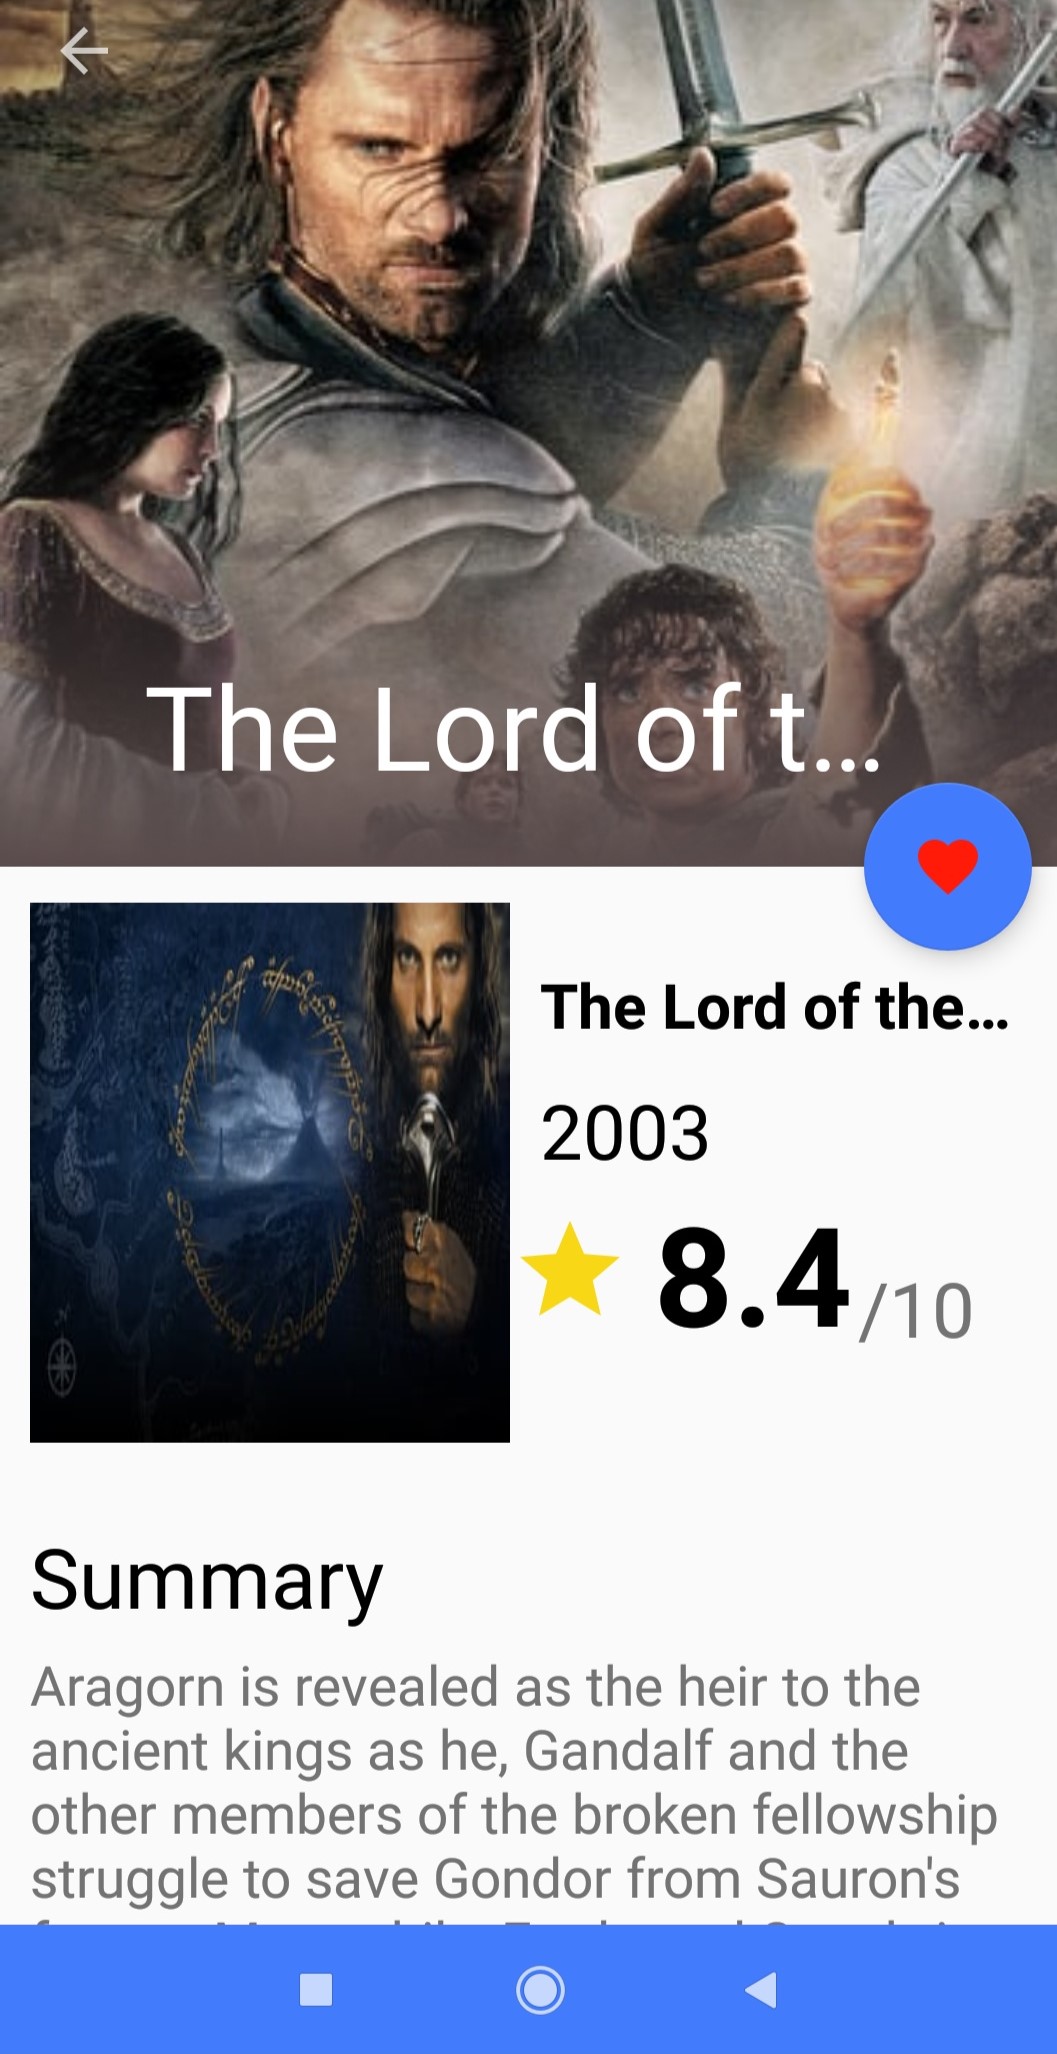 The Lord of t...
The Lord of the...
2003
8.4/10
Summary
Aragorn is revealed as the heir to the
ancient kings as he, Gandalf and the
other members of the broken fellowship
struggle to save Gondor from Sauron's